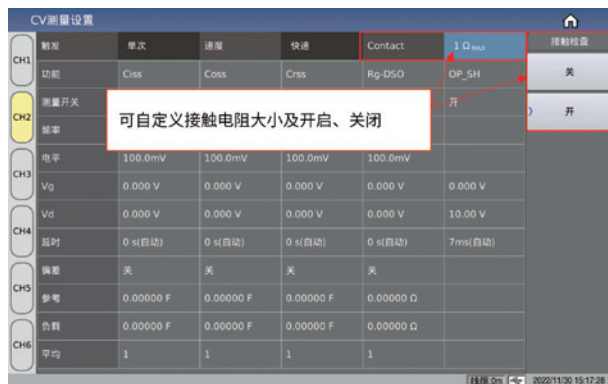 CV测量设置
触发 单次 速度 快速 Contact 1 Ω MAX 接触检查
CH1
功能 Ciss Coss Crss Rg-DSO OP_SH 关
测量开关 开 开
CH2
频率
可自定义接触电阻大小及开启、关闭
电平 100.0mV 100.0mV 100.0mV 100.0mV
CH3
Vg 0.000 V 0.000 V 0.000 V 0.000 V 0.000 V
Vd 0.000 V 0.000 V 0.000 V 0.000 V 10.00 V
CH4
延时 0 s(自动) 0 s(自动) 0 s(自动) 0 s(自动) 7ms(自动)
偏差 关 关 关 关
CH5
参考 0.00000 F 0.00000 F 0.00000 F 0.00000 Ω
负载 0.00000 F 0.00000 F 0.00000 F 0.00000 Ω
CH6
平均 1 1 1 1
线缆:0m 2022/11/30 15:17:28